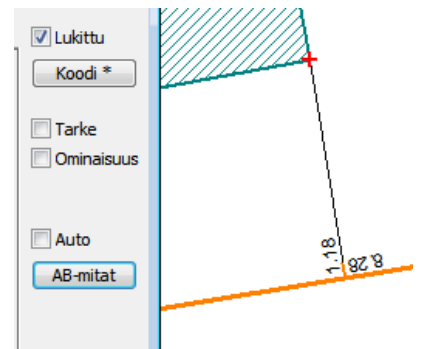 Lukittu
Koodi *
Tarke
Ominaisuus
Auto
AB-mitat
1.18
8.28